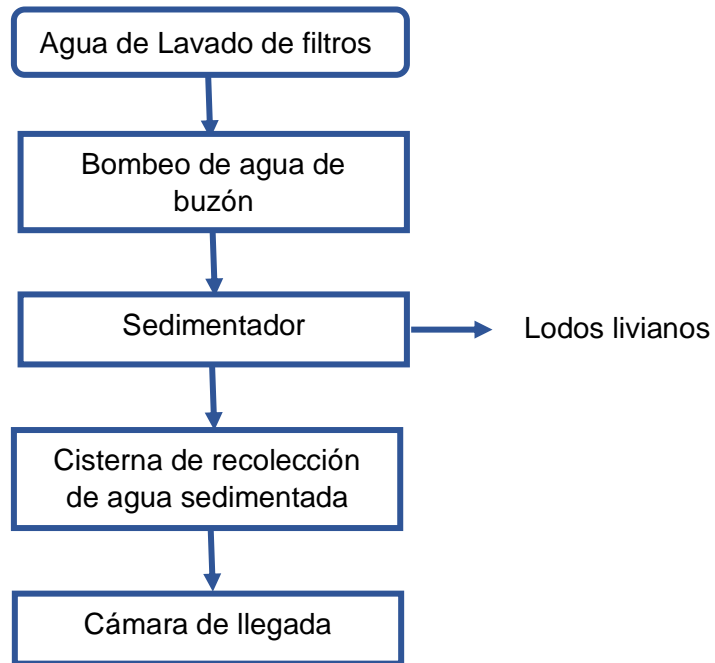 Agua de Lavado de filtros
Bombeo de agua de
buzón
Sedimentador
Lodos livianos
Cisterna de recolección
de agua sedimentada
Cámara de llegada